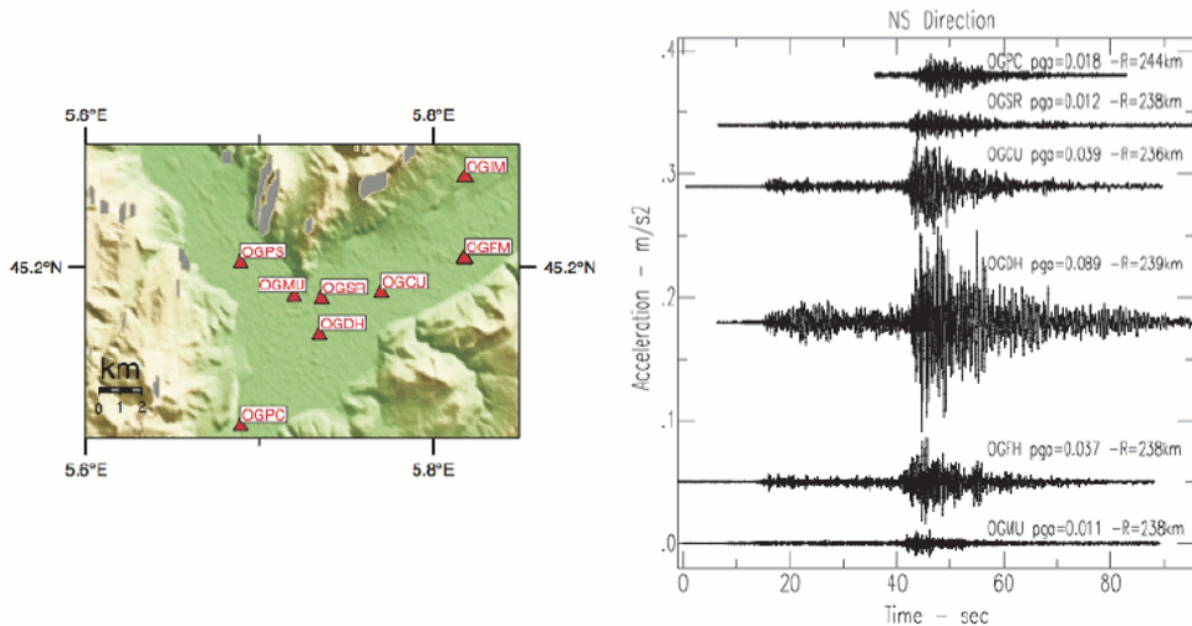 5.6°E 5.8°E
OGIM
OGFM
45.2°N 45.2°N
OGPS
OGMU OGSR OGCU
OGDH
km
0 1 2
OGPC
5.6°E 5.8°E
NS Direction
.4
OGPC pga=0.018 -R=244km
OGSR pga=0.012 -R=238km
OGCU pga=0.039 -R=236km
.3
OGDH pga=0.089 -R=239km
.2
.1
OGFH pga=0.037 -R=238km
OGMU pga=0.011 -R=238km
.0
Acceleration - m/s2
0 20 40 60 80
Time - sec